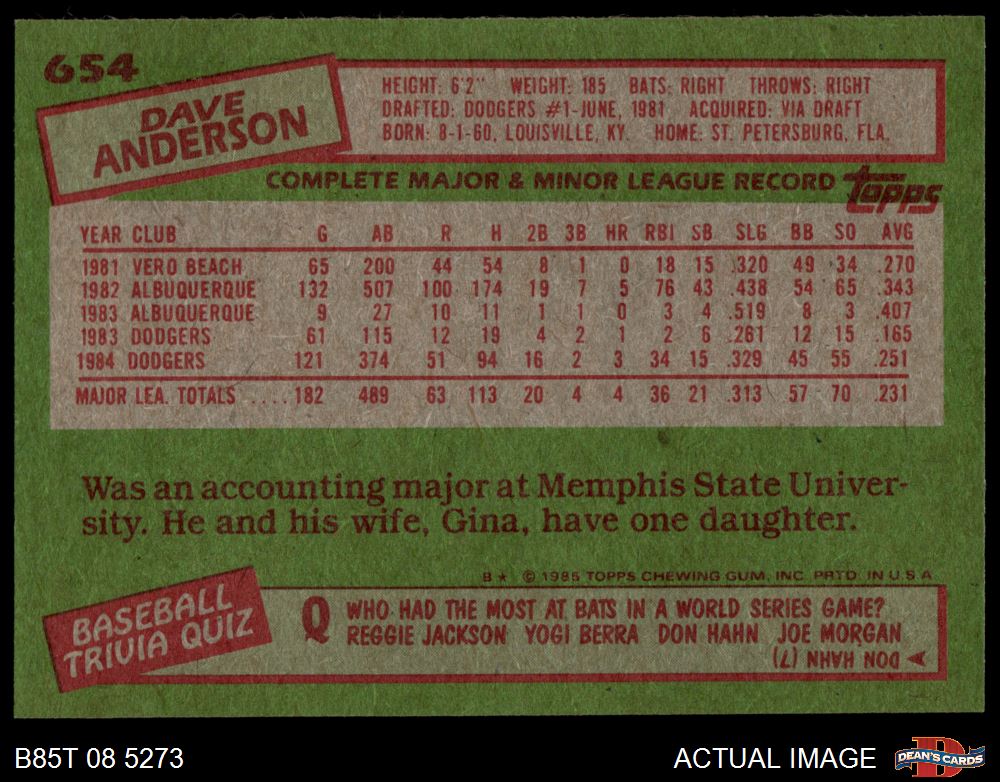 654
DAVE
ANDERSON
HEIGHT: 6'2" WEIGHT: 185 BATS: RIGHT THROWS: RIGHT
DRAFTED: DODGERS #1-JUNE, 1981 ACQUIRED: VIA DRAFT
BORN: 8-1-60, LOUISVILLE, KY. HOME: ST. PETERSBURG, FLA.
COMPLETE MAJOR & MINOR LEAGUE RECORD topps
YEAR CLUB G AB R H 2B 3B HR RBI SB SLG BB SO AVG
1981 VERO BEACH 65 200 44 54 8 1 0 18 15 .320 49 34 .270
1982 ALBUQUERQUE 132 507 100 174 19 7 5 76 43 .438 54 65 .343
1983 ALBUQUERQUE 9 27 10 11 1 1 0 3 4 .519 8 3 .407
1983 DODGERS 61 115 12 19 4 2 1 2 6 .261 12 15 .165
1984 DODGERS 121 374 51 94 16 2 3 34 15 .329 45 55 .251
MAJOR LEA. TOTALS ....182 489 63 113 20 4 4 36 21 .313 57 70 .231
Was an accounting major at Memphis State Univer-
sity. He and his wife, Gina, have one daughter.
B★ © 1985 TOPPS CHEWING GUM, INC. PRTD. IN U.S.A.
BASEBALL
TRIVIA QUIZ
Q WHO HAD THE MOST AT BATS IN A WORLD SERIES GAME?
REGGIE JACKSON YOGI BERRA DON HAHN JOE MORGAN
DON HAHN (7)
B85T 08 5273
ACTUAL IMAGE
D
DEAN'S CARDS